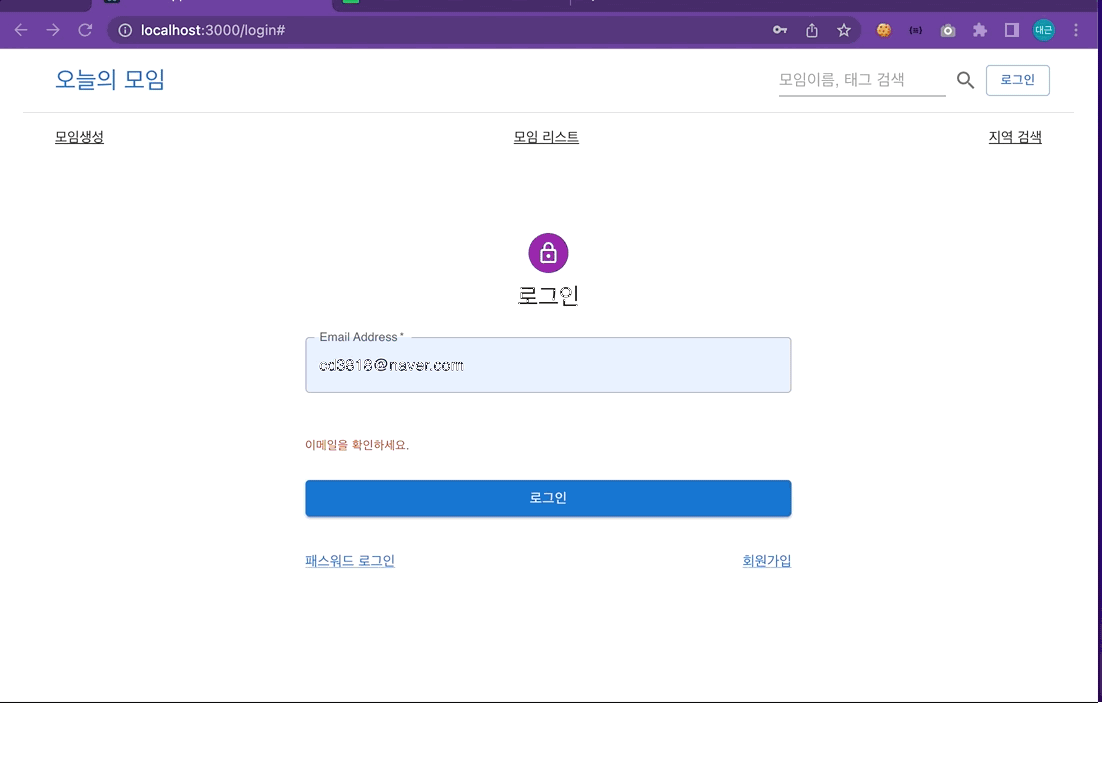 localhost:3000/login#
대근
오늘의 모임
모임이름, 태그 검색
로그인
모임생성
모임 리스트
지역 검색
로그인
Email Address *
cd3818@naver.com
이메일을 확인하세요.
로그인
패스워드 로그인
회원가입